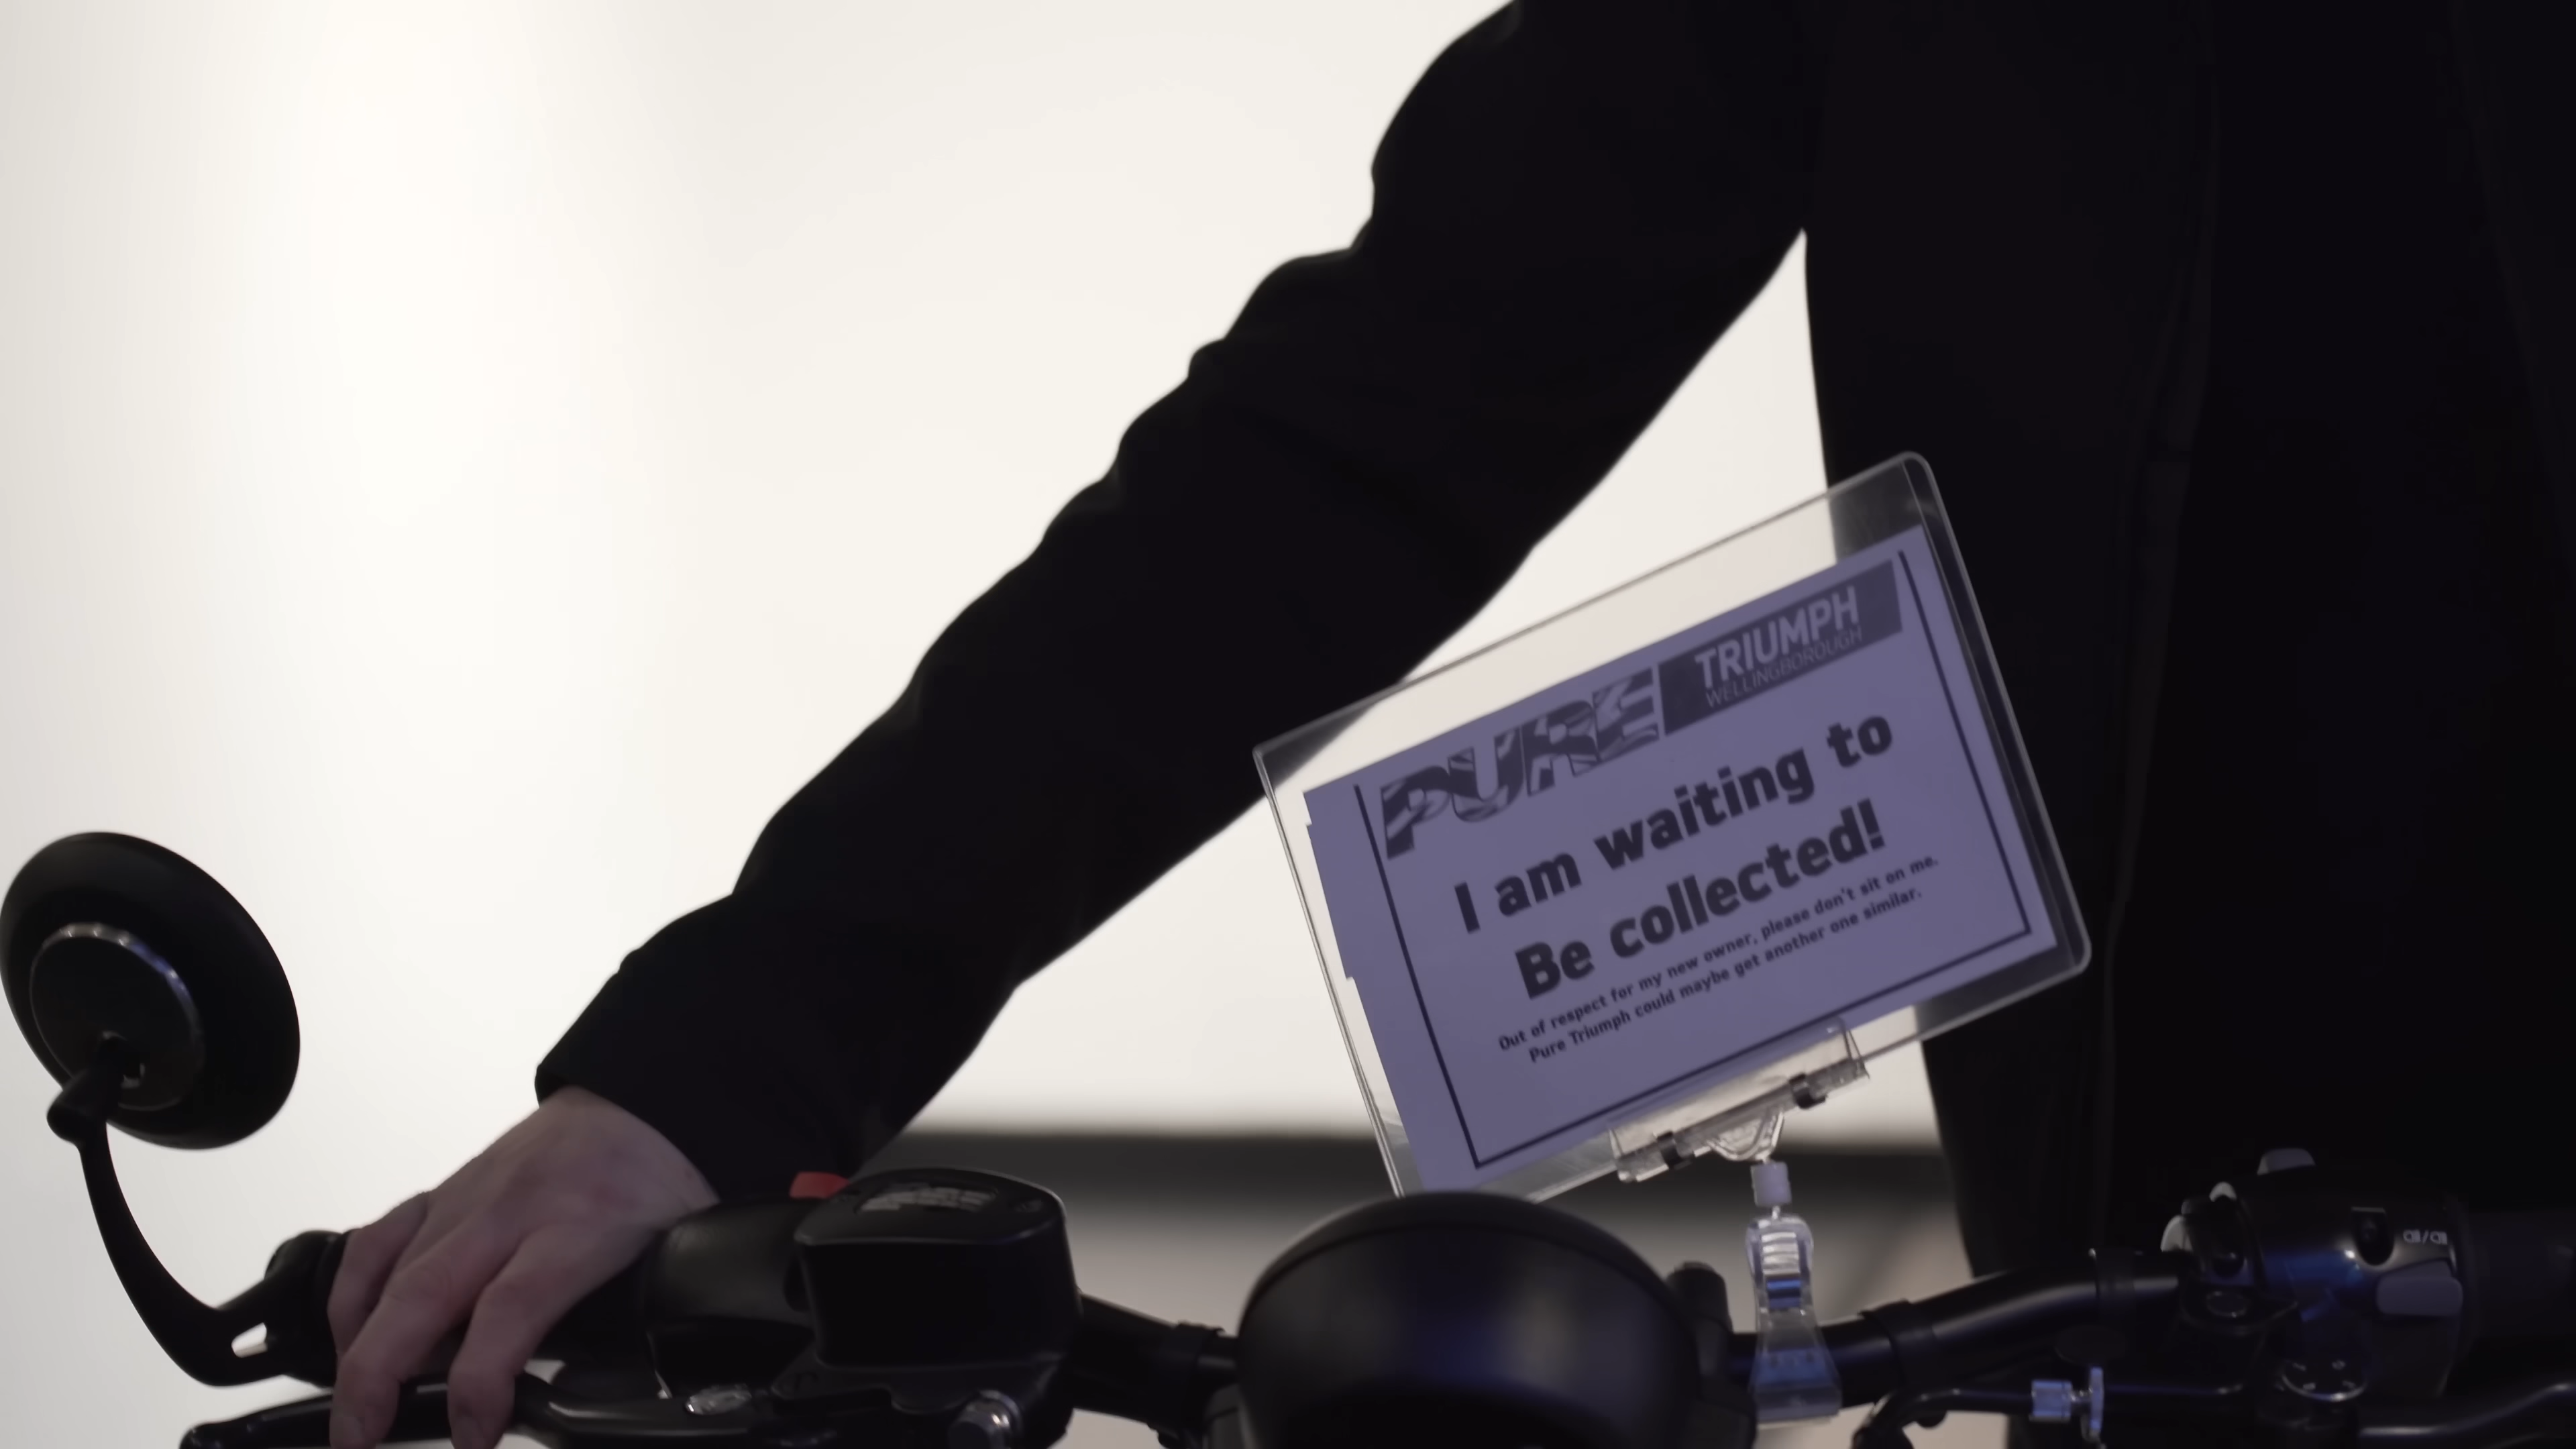 PURE TRIUMPH
WELLINGBOROUGH
I am waiting to
Be collected!
Out of respect for my new owner, please don't sit on me.
Pure Triumph could maybe get another one similar.